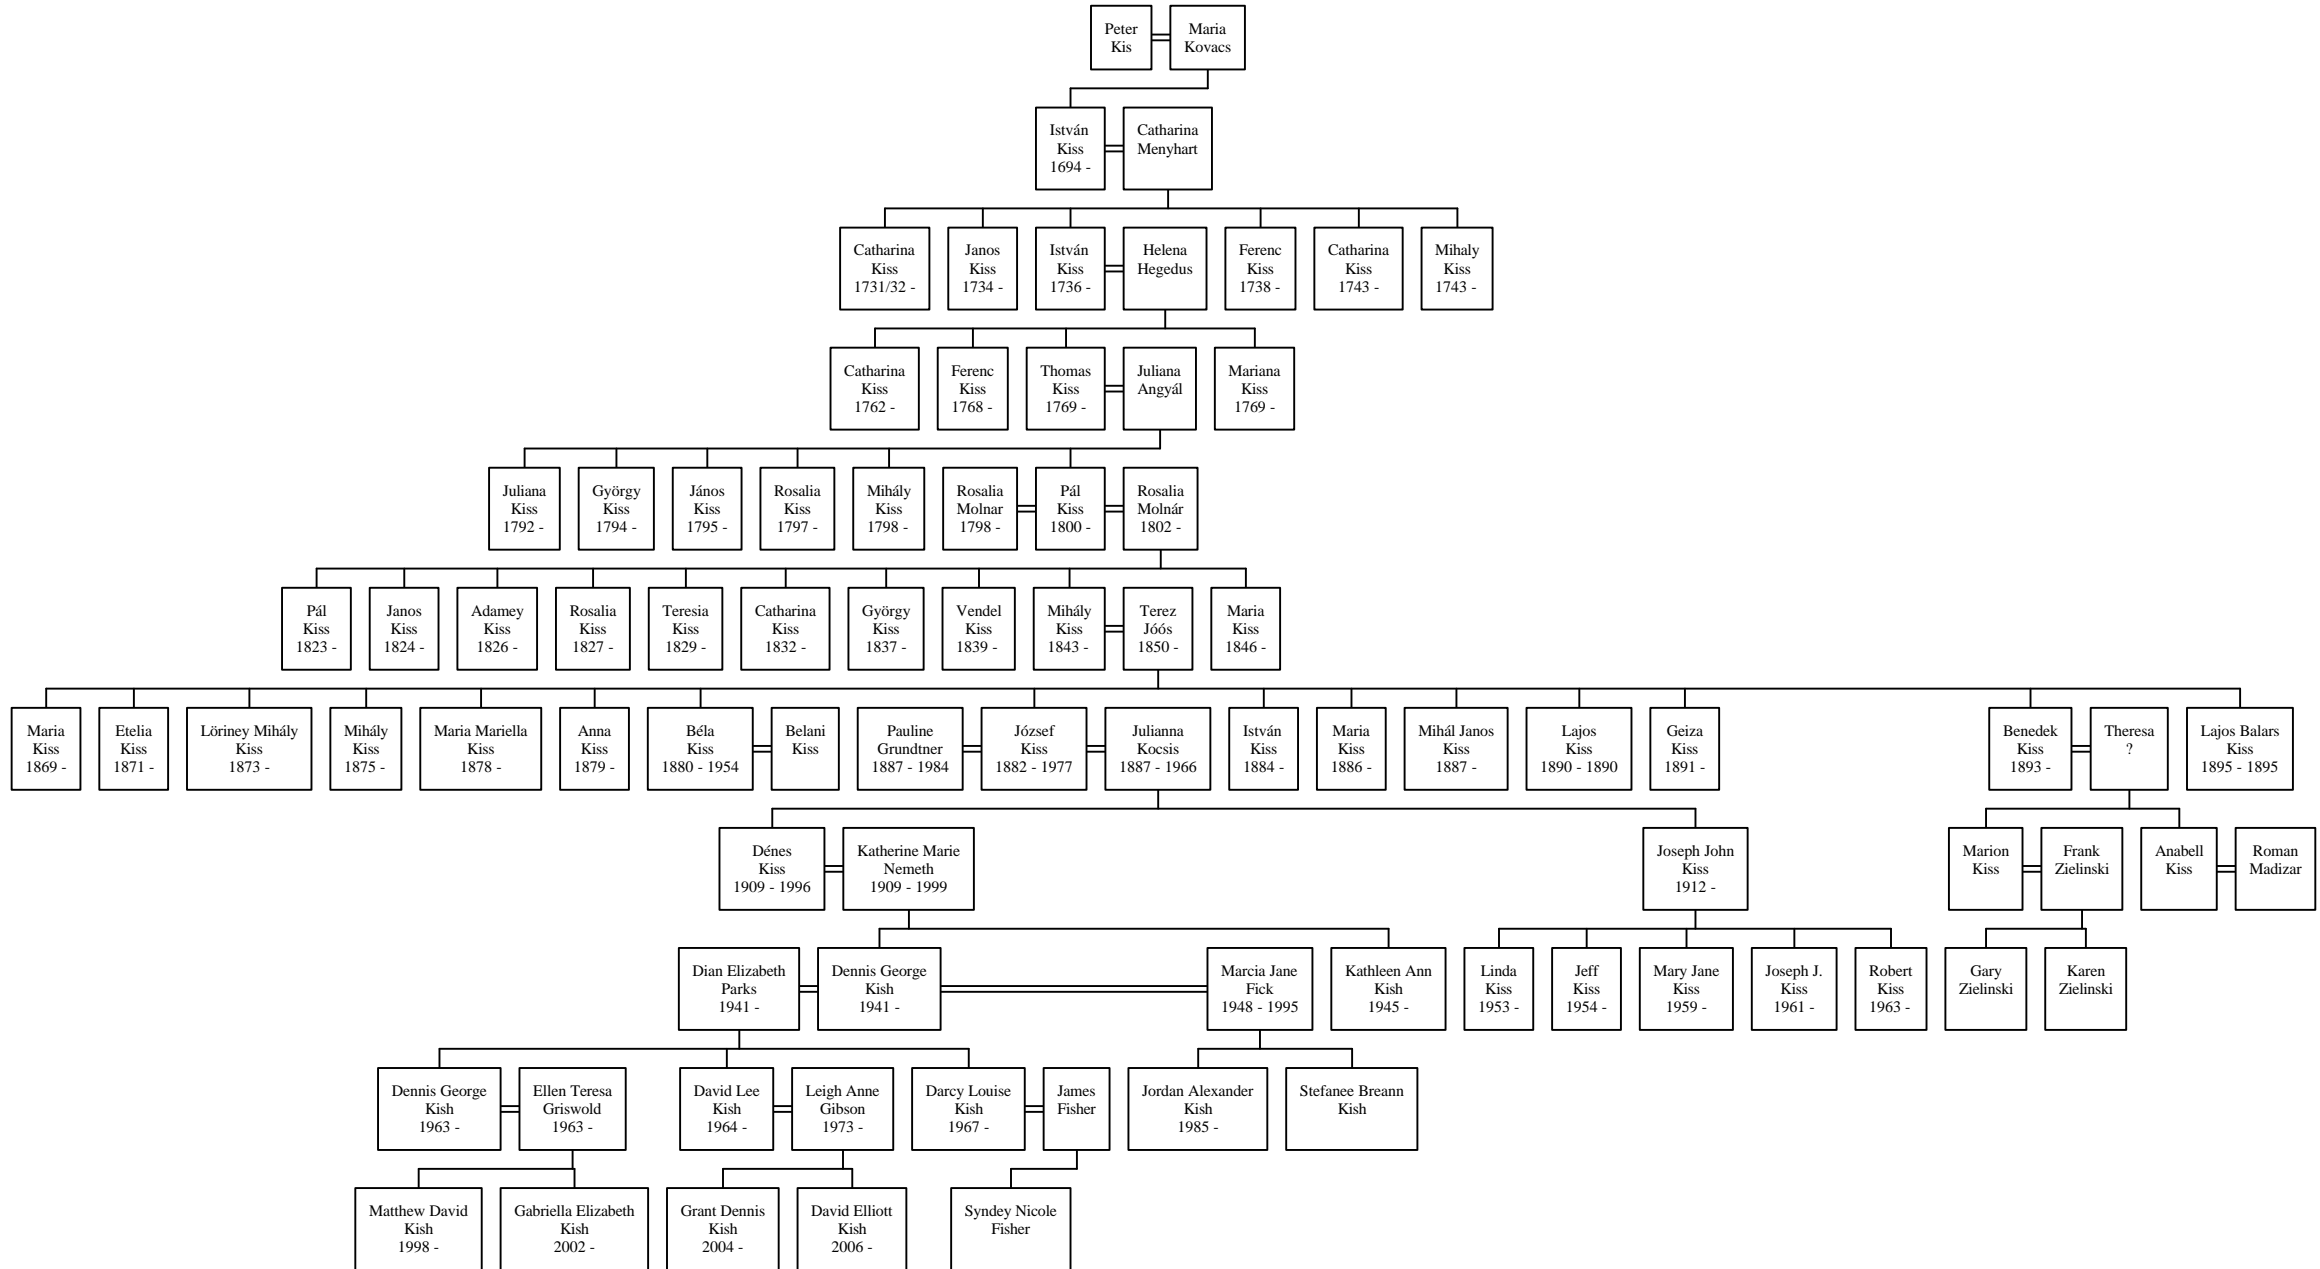 Peter
Kis
Maria
Kovacs
István
Kiss
1694 -
Catharina
Menyhart
Catharina
Kiss
1731/32 -
Janos
Kiss
1734 -
István
Kiss
1736 -
Helena
Hegedus
Ferenc
Kiss
1738 -
Catharina
Kiss
1743 -
Mihaly
Kiss
1743 -
Catharina
Kiss
1762 -
Ferenc
Kiss
1768 -
Thomas
Kiss
1769 -
Juliana
Angyál
Mariana
Kiss
1769 -
Juliana
Kiss
1792 -
György
Kiss
1794 -
János
Kiss
1795 -
Rosalia
Kiss
1797 -
Mihály
Kiss
1798 -
Rosalia
Molnar
1798 -
Pál
Kiss
1800 -
Rosalia
Molnár
1802 -
Pál
Kiss
1823 -
Janos
Kiss
1824 -
Adamey
Kiss
1826 -
Rosalia
Kiss
1827 -
Teresia
Kiss
1829 -
Catharina
Kiss
1832 -
György
Kiss
1837 -
Vendel
Kiss
1839 -
Mihály
Kiss
1843 -
Terez
Jóós
1850 -
Maria
Kiss
1846 -
Maria
Kiss
1869 -
Etelia
Kiss
1871 -
Löriney Mihály
Kiss
1873 -
Mihály
Kiss
1875 -
Maria Mariella
Kiss
1878 -
Anna
Kiss
1879 -
Béla
Kiss
1880 - 1954
Belani
Kiss
Pauline
Grundtner
1887 - 1984
József
Kiss
1882 - 1977
Julianna
Kocsis
1887 - 1966
István
Kiss
1884 -
Maria
Kiss
1886 -
Mihál Janos
Kiss
1887 -
Lajos
Kiss
1890 - 1890
Geiza
Kiss
1891 -
Benedek
Kiss
1893 -
Theresa
?
Lajos Balars
Kiss
1895 - 1895
Dénes
Kiss
1909 - 1996
Katherine Marie
Nemeth
1909 - 1999
Joseph John
Kiss
1912 -
Marion
Kiss
Frank
Zielinski
Anabell
Kiss
Roman
Madizar
Dian Elizabeth
Parks
1941 -
Dennis George
Kish
1941 -
Marcia Jane
Fick
1948 - 1995
Kathleen Ann
Kish
1945 -
Linda
Kiss
1953 -
Jeff
Kiss
1954 -
Mary Jane
Kiss
1959 -
Joseph J.
Kiss
1961 -
Robert
Kiss
1963 -
Gary
Zielinski
Karen
Zielinski
Dennis George
Kish
1963 -
Ellen Teresa
Griswold
1963 -
David Lee
Kish
1964 -
Leigh Anne
Gibson
1973 -
Darcy Louise
Kish
1967 -
James
Fisher
Jordan Alexander
Kish
1985 -
Stefanee Breann
Kish
Matthew David
Kish
1998 -
Gabriella Elizabeth
Kish
2002 -
Grant Dennis
Kish
2004 -
David Elliott
Kish
2006 -
Syndey Nicole
Fisher